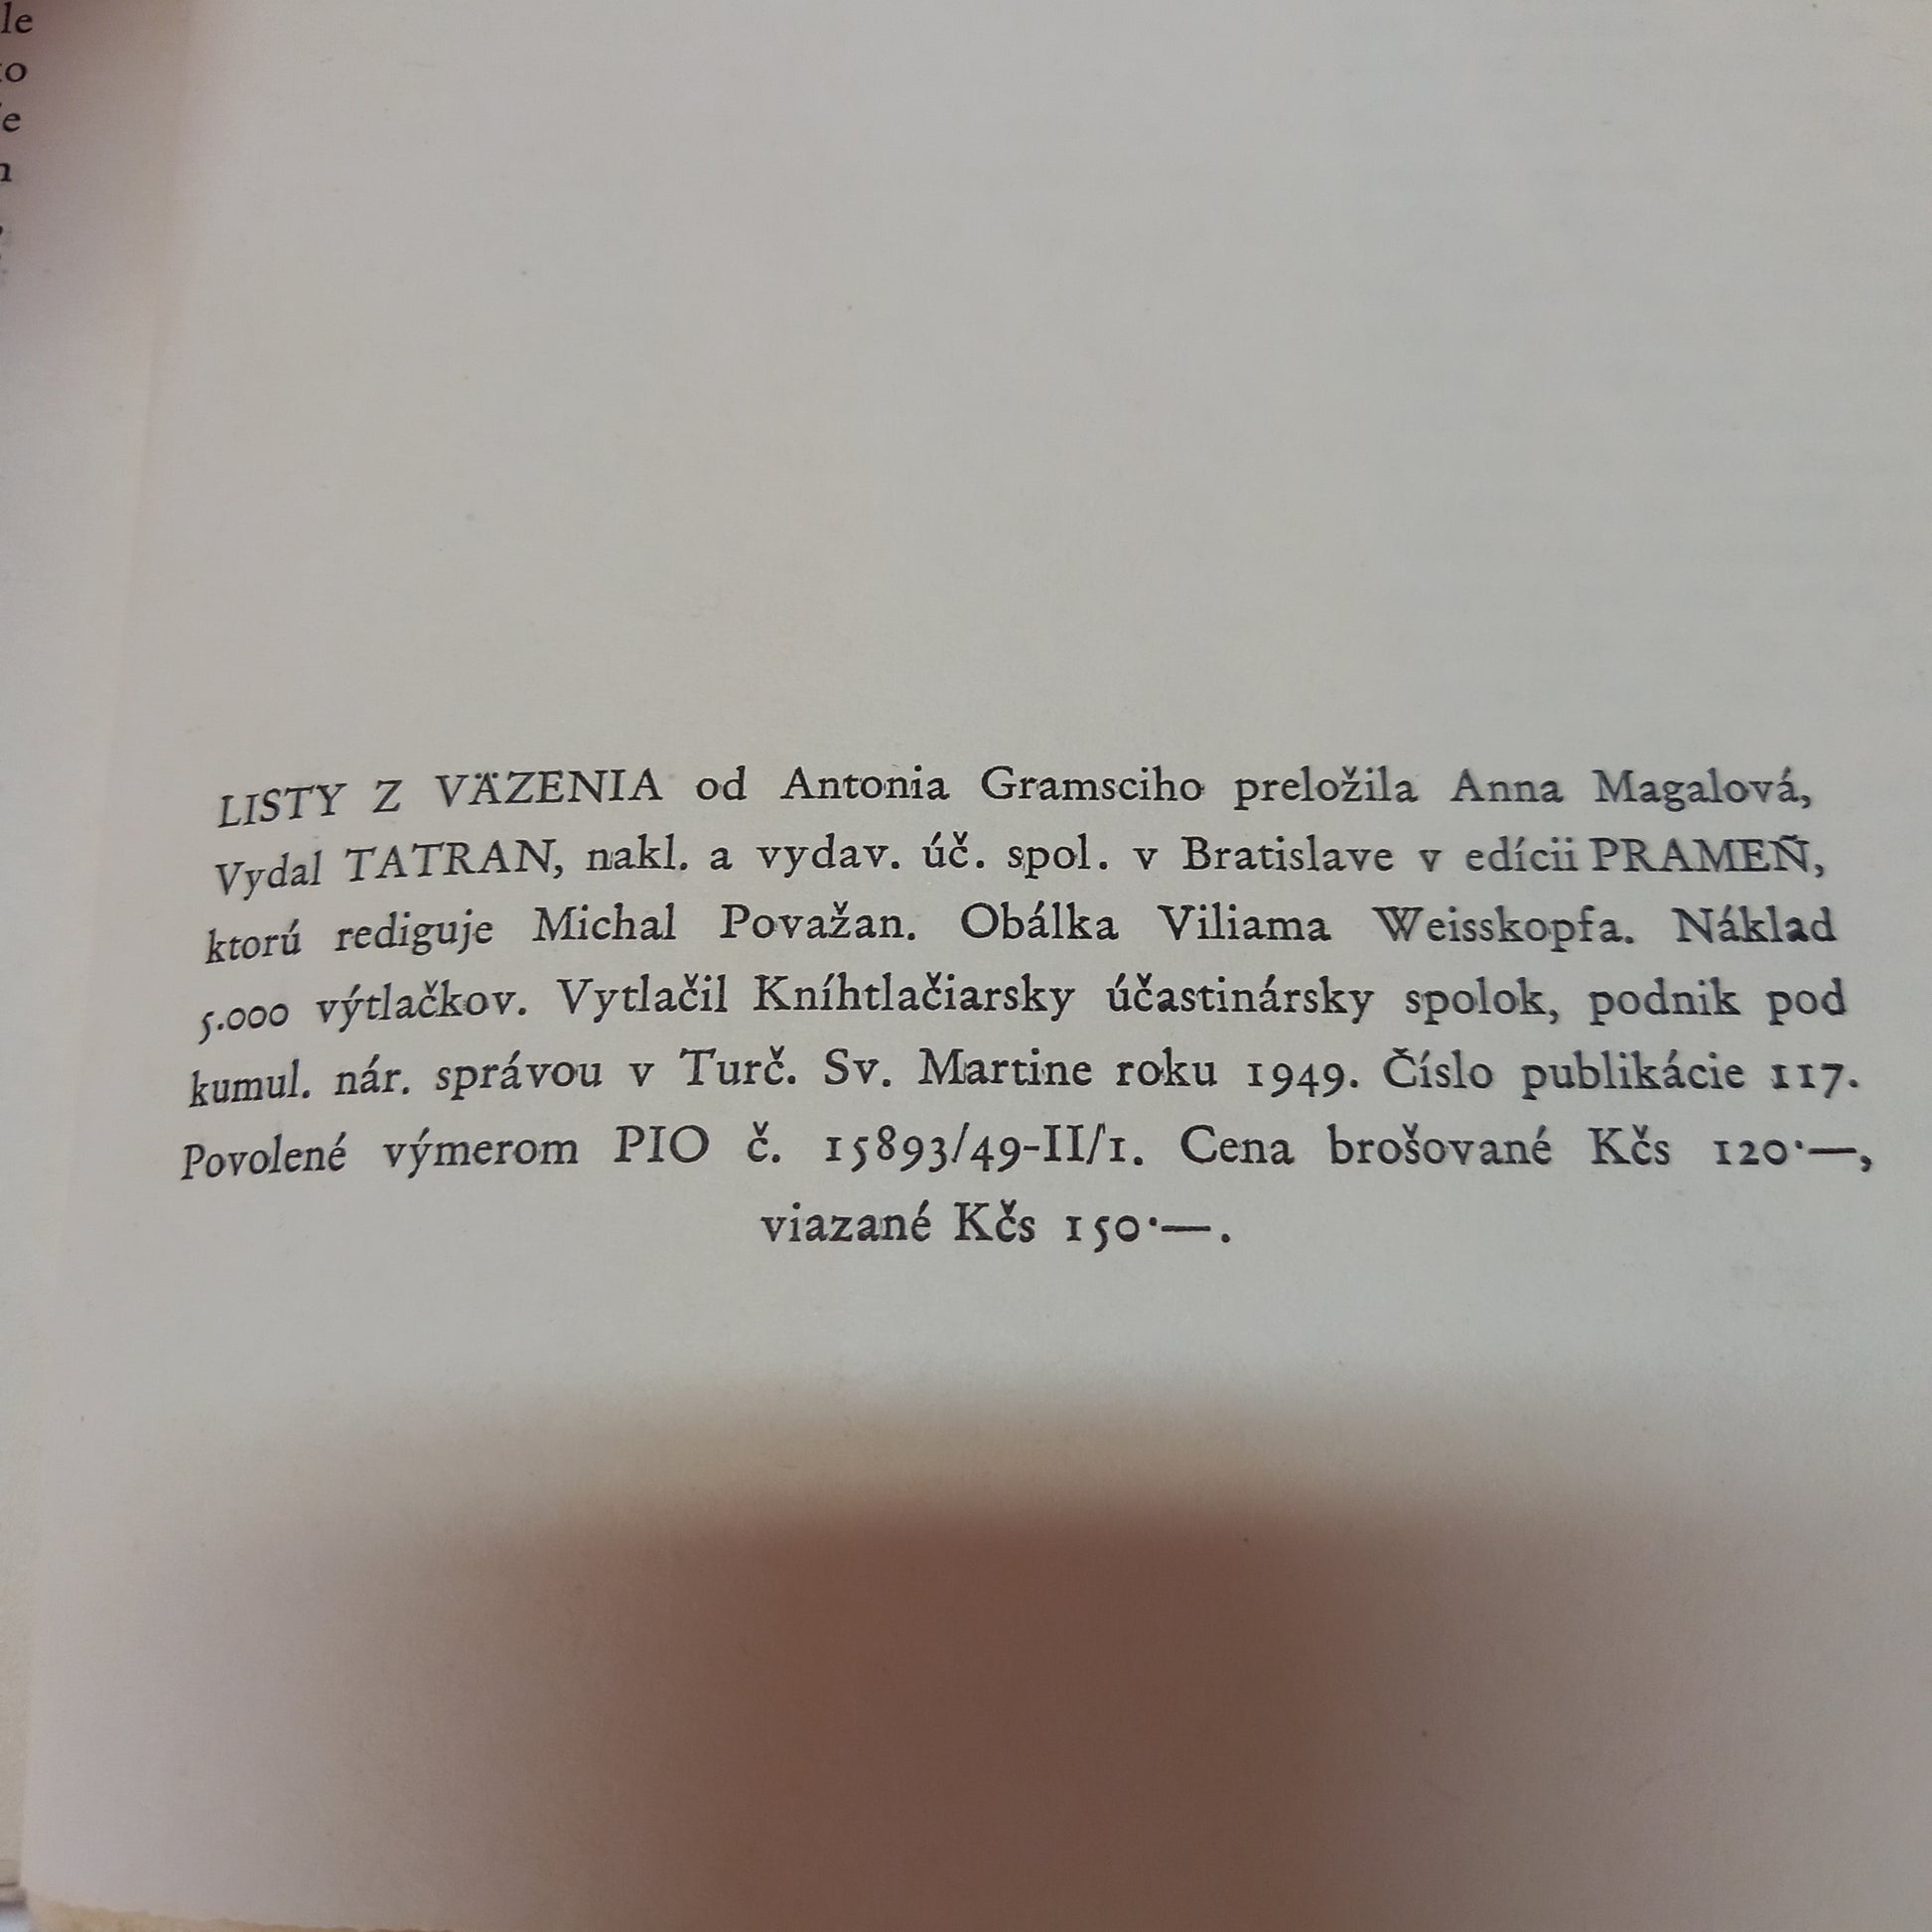 le
to
n
LISTY Z VÄZENIA od Antonia Gramsciho preložila Anna Magalová,
Vydal TATRAN, nakl. a vydav. úč. spol. v Bratislave v edícii PRAMEŇ,
ktorú rediguje Michal Považan. Obálka Viliama Weisskopfa. Náklad
5.000 výtlačkov. Vytlačil Kníhtlačiarsky účastinársky spolok, podnik pod
kumul. nár. správou v Turč. Sv. Martine roku 1949. Číslo publikácie 117.
Povolené výmerom PIO č. 15893/49-II/1. Cena brošované Kčs 120·—,
viazané Kčs 150·—.